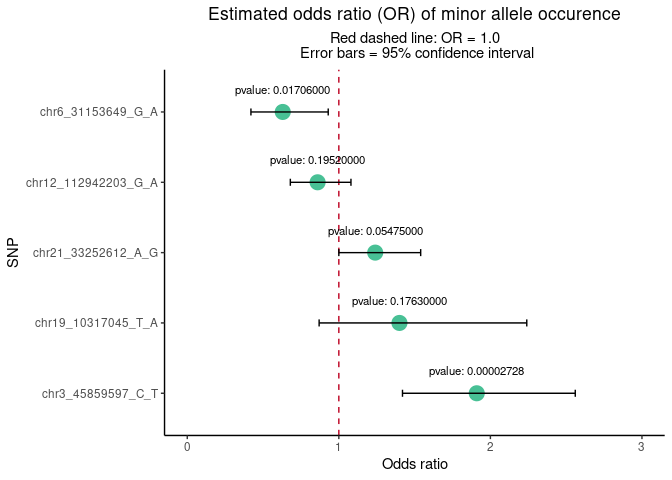 Estimated odds ratio (OR) of minor allele occurence
Red dashed line: OR = 1.0
Error bars = 95% confidence interval
SNP
pvalue: 0.01706000
chr6_31153649_G_A
pvalue: 0.19520000
chr12_112942203_G_A
pvalue: 0.05475000
chr21_33252612_A_G
pvalue: 0.17630000
chr19_10317045_T_A
pvalue: 0.00002728
chr3_45859597_C_T
0 1 2 3
Odds ratio